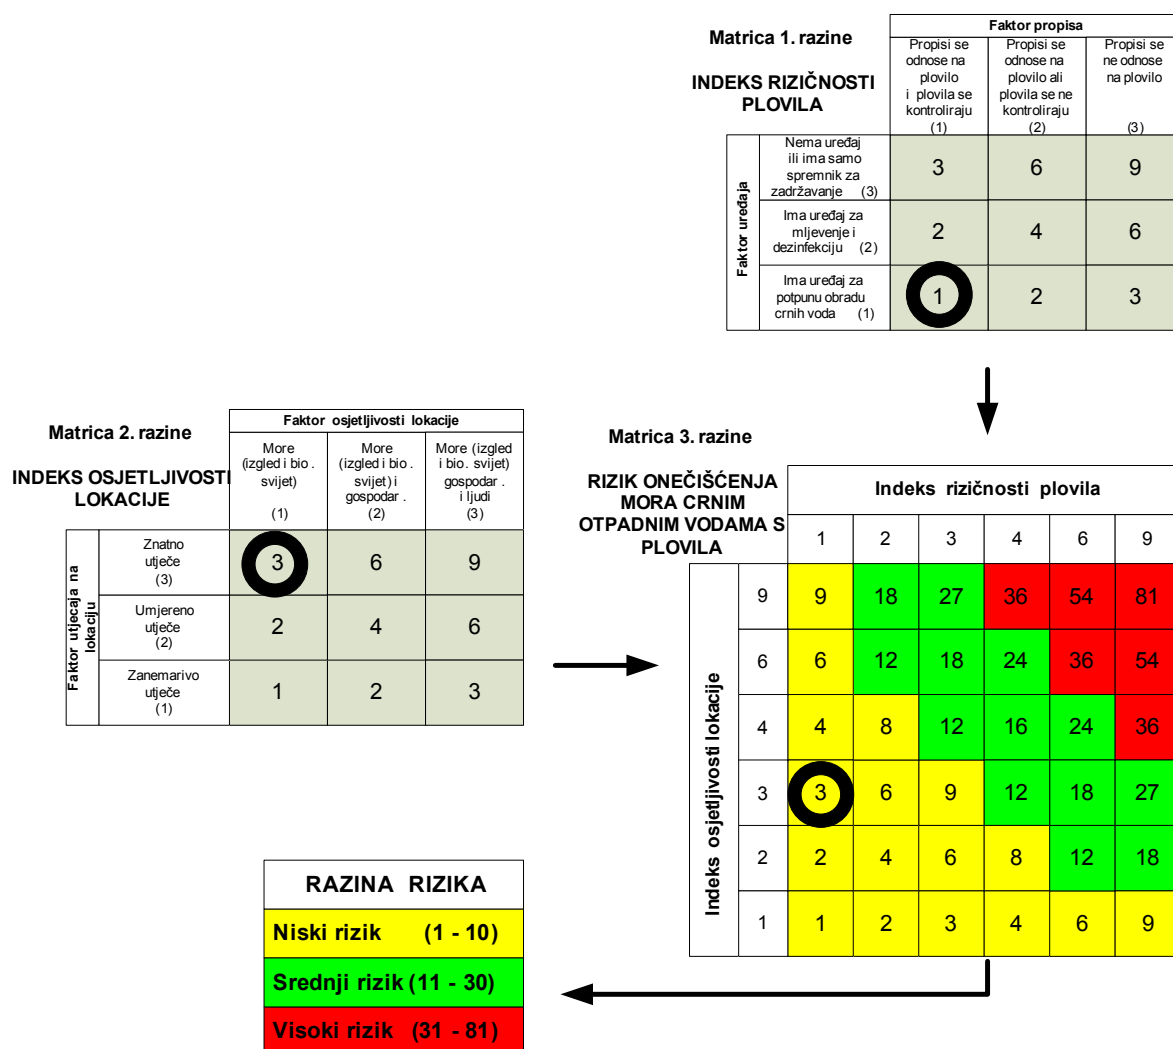 Matrica 1. razine
INDEKS RIZIČNOSTI
PLOVILA
Faktor propisa
Propisi se
odnose na
plovilo
i plovila se
kontroliraju
(1)
Propisi se
odnose na
plovilo ali
plovila se ne
kontroliraju
(2)
Propisi se
ne odnose
na plovilo
(3)
Faktor uređaja
Nema uređaj
ili ima samo
spremnik za
zadržavanje (3)
3 6 9
Ima uređaj za
mljevenje i
dezinfekciju (2)
2 4 6
Ima uređaj za
potpunu obradu
crnih voda (1)
1 2 3
Matrica 2. razine
INDEKS OSJETLJIVOSTI
LOKACIJE
Faktor osjetljivosti lokacije
More
(izgled i bio.
svijet)
(1)
More
(izgled i bio.
svijet) i
gospodar.
(2)
More (izgled
i bio. svijet)
gospodar.
i ljudi
(3)
Faktor utjecaja na
lokaciju
Znatno
utječe
(3)
3 6 9
Umjereno
utječe
(2)
2 4 6
Zanemarivo
utječe
(1)
1 2 3
Matrica 3. razine
RIZIK ONEČIŠĆENJA
MORA CRNIM
OTPADNIM VODAMA S
PLOVILA
Indeks rizičnosti plovila
1 2 3 4 6 9
Indeks osjetljivosti lokacije
9 9 18 27 36 54 81
6 6 12 18 24 36 54
4 4 8 12 16 24 36
3 3 6 9 12 18 27
2 2 4 6 8 12 18
1 1 2 3 4 6 9
RAZINA RIZIKA
Niski rizik (1 - 10)
Srednji rizik (11 - 30)
Visoki rizik (31 - 81)